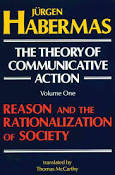 JÜRGEN
HABERMAS
THE THEORY OF
COMMUNICATIVE
ACTION
Volume One
REASON AND THE
RATIONALIZATION
OF SOCIETY
translated by
Thomas McCarthy